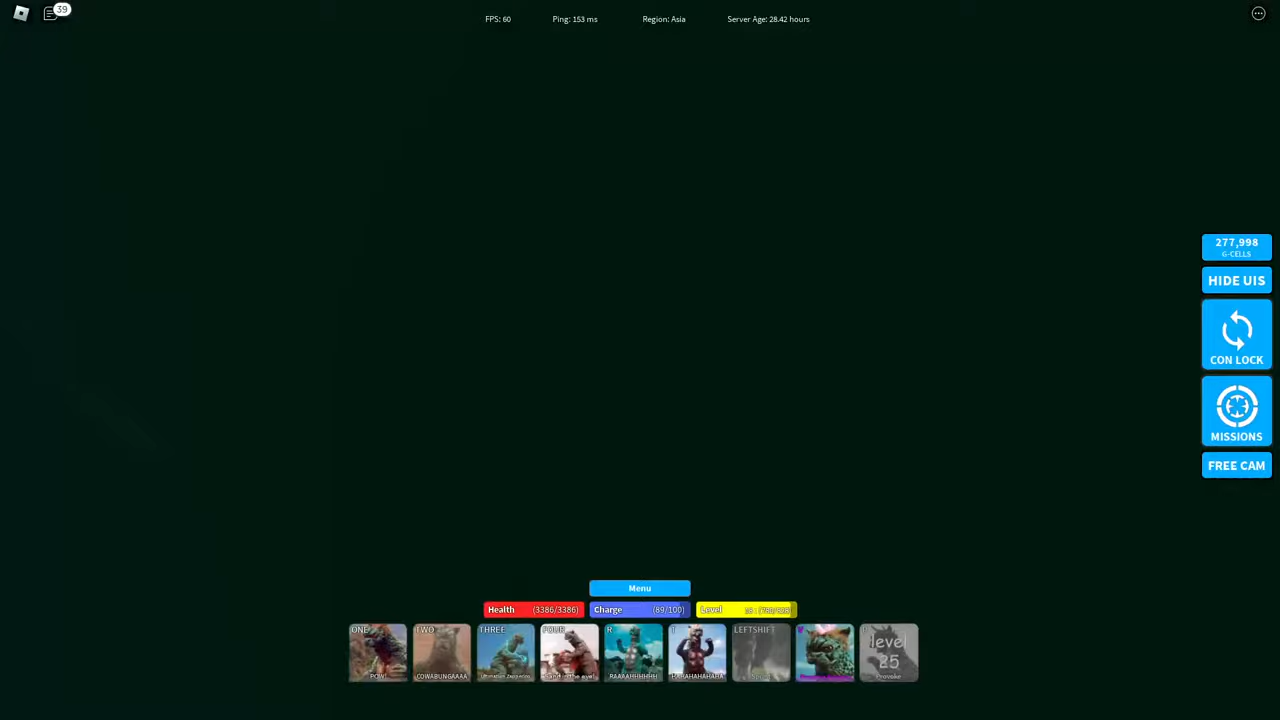 39
FPS: 60
Ping: 153 ms
Region: Asia
Server Age: 28.42 hours
277,998
G-CELLS
HIDE UIS
CON LOCK
MISSIONS
FREE CAM
Menu
Health (3386/3386)
Charge (89/100)
Level
ONE
POW!
TWO
COWABUNGAAAA
THREE
FOUR
R
RAAAAHHHHHH
T
HAHAHAHAHAHA
LEFTSHIFT
V
level
25
Provoke